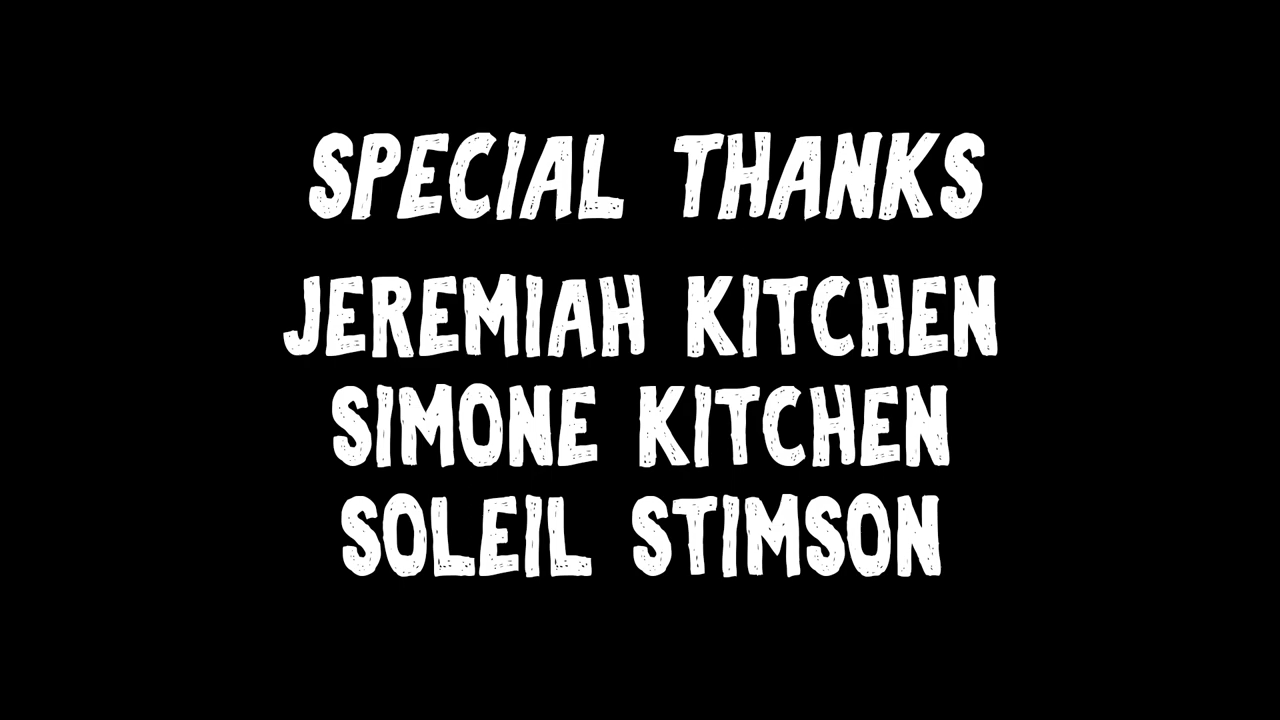 SPECIAL THANKS
JEREMIAH KITCHEN
SIMONE KITCHEN
SOLEIL STIMSON